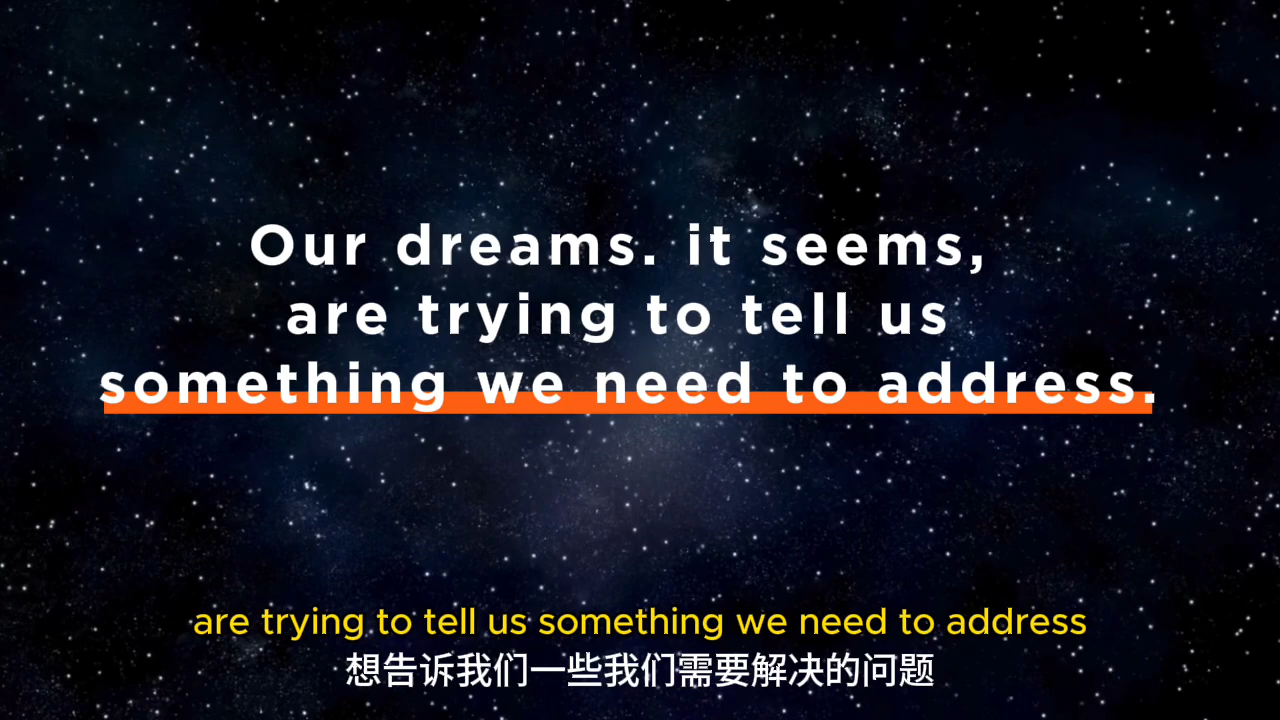 Our dreams. it seems,
are trying to tell us
something we need to address.
are trying to tell us something we need to address
想告诉我们一些我们需要解决的问题